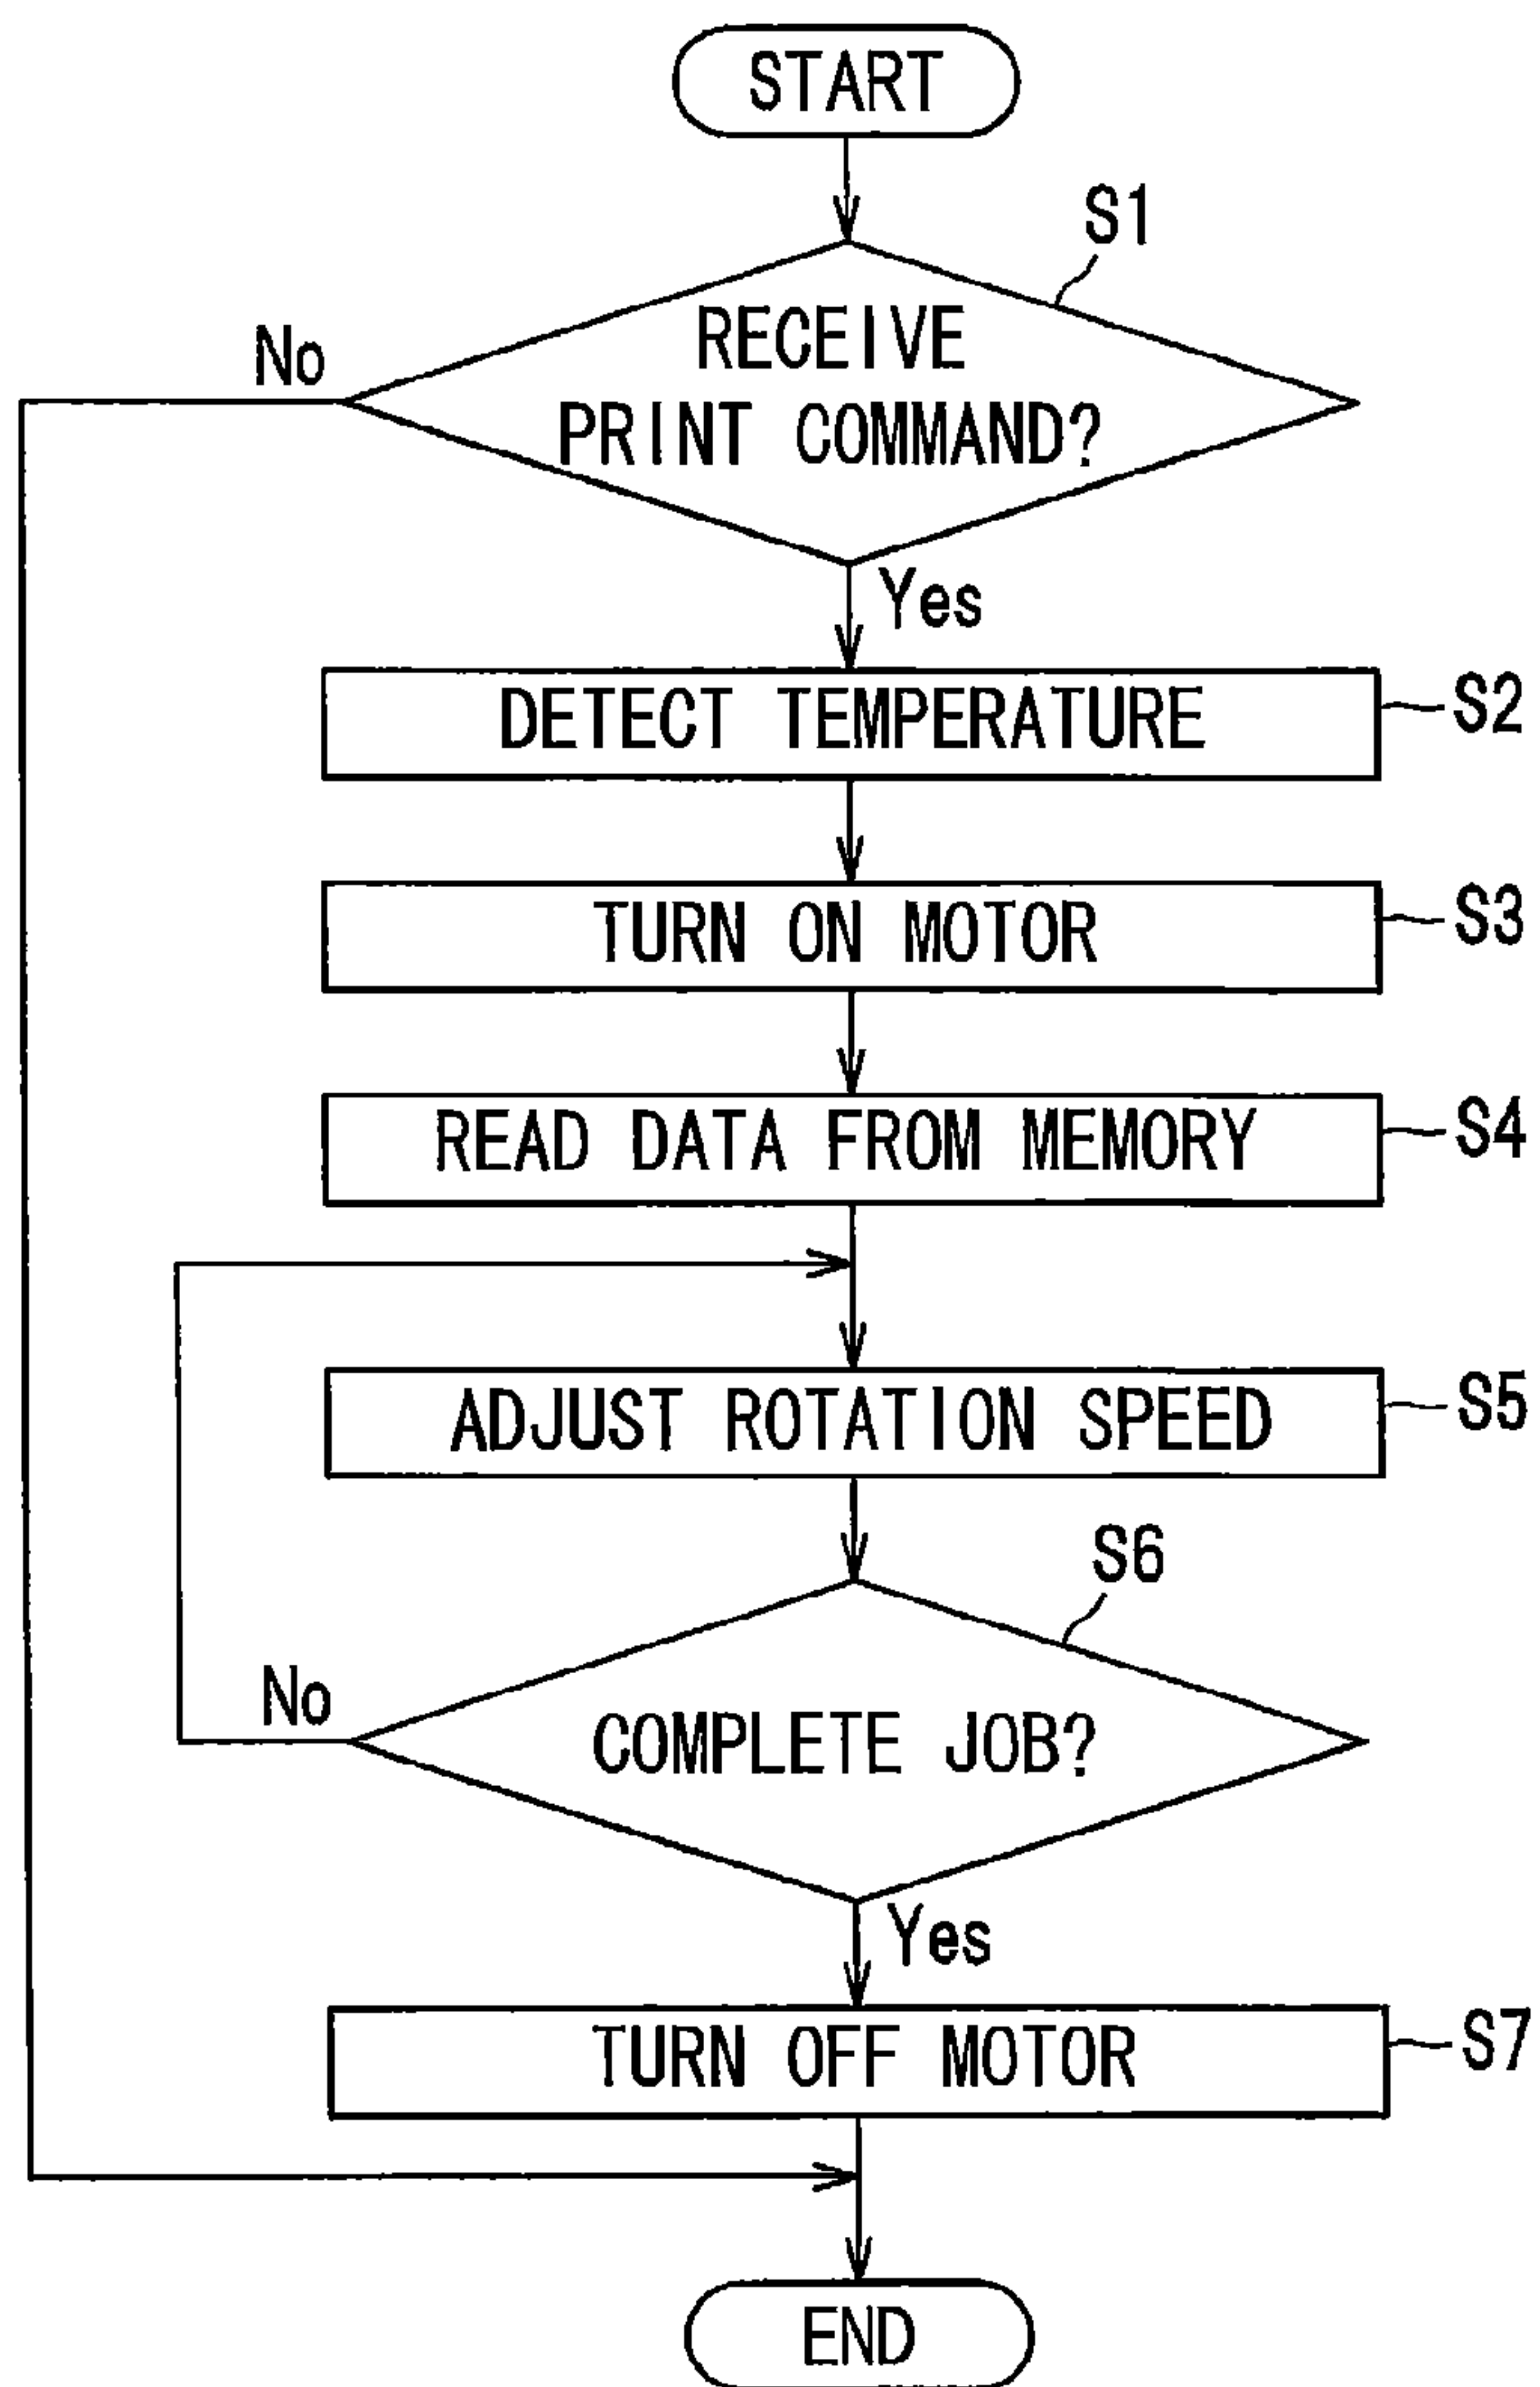 START
S1
RECEIVE
PRINT COMMAND?
No
Yes
DETECT TEMPERATURE
S2
TURN ON MOTOR
S3
READ DATA FROM MEMORY
S4
ADJUST ROTATION SPEED
S5
S6
COMPLETE JOB?
No
Yes
TURN OFF MOTOR
S7
END